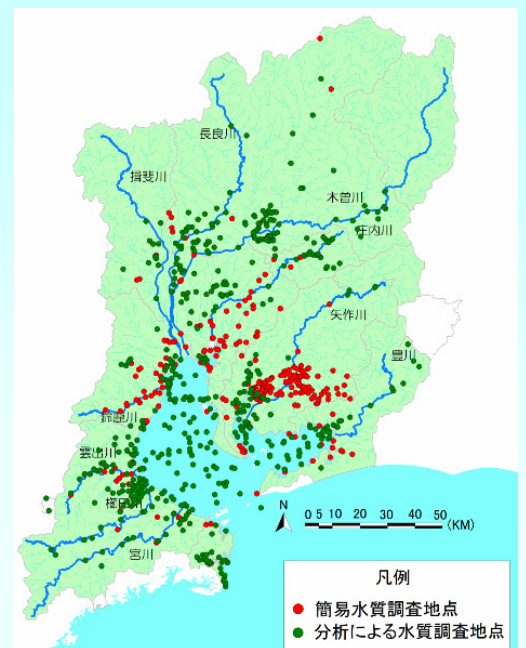 長良川
揖斐川
木曽川
庄内川
矢作川
豊川
鈴鹿川
雲出川
櫛田川
宮川
N
0 5 10 20 30 40 50
(KM)
凡例
簡易水質調査地点
分析による水質調査地点